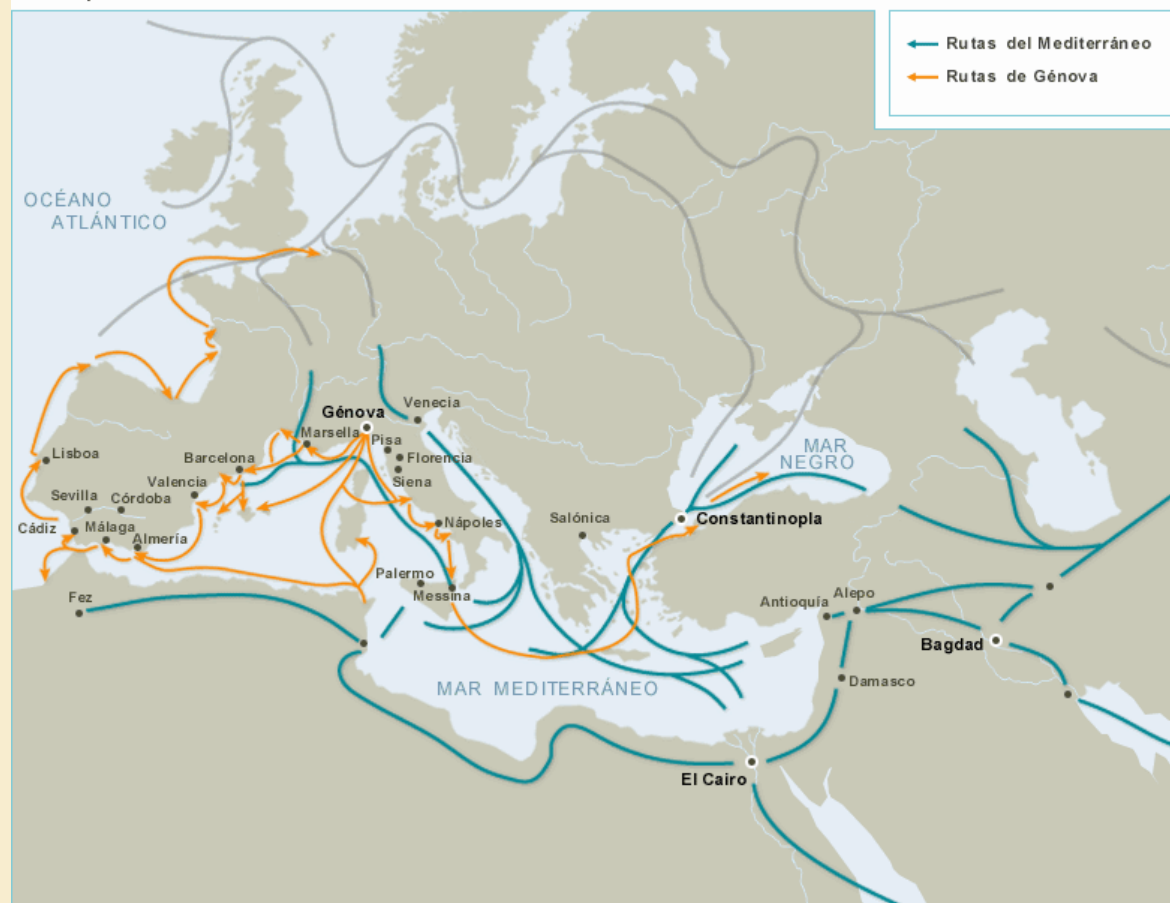 Rutas del Mediterráneo
Rutas de Génova
OCÉANO
ATLÁNTICO
Venecia
Génova
Marsella
Pisa
Florencia
Siena
MAR
NEGRO
Lisboa
Barcelona
Valencia
Sevilla
Córdoba
Cádiz
Málaga
Almería
Nápoles
Salónica
Constantinopla
Palermo
Messina
Fez
Antioquía
Alepo
Bagdad
MAR MEDITERRÁNEO
Damasco
El Cairo